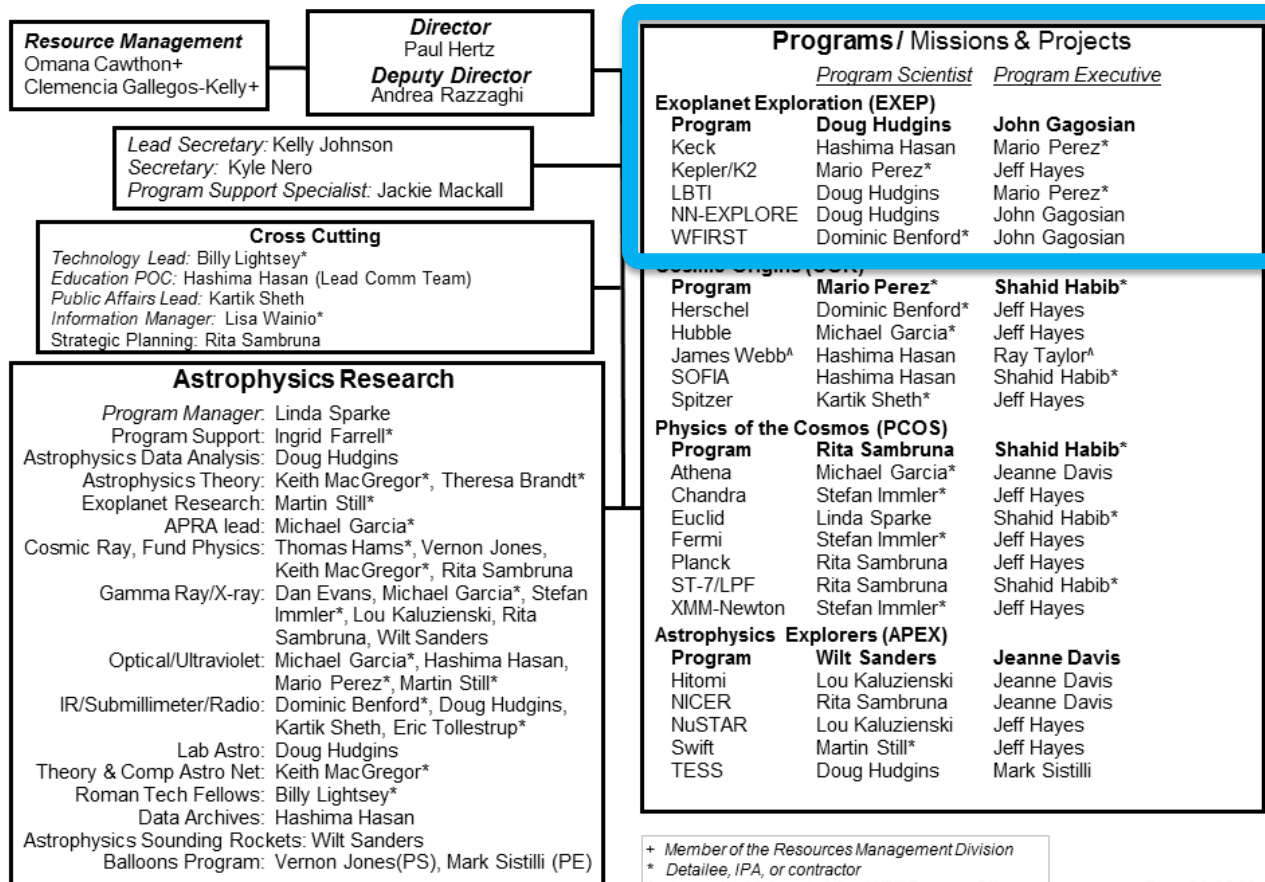 Resource Management
Omana Cawthon+
Clemencia Gallegos-Kelly+
Director
Paul Hertz
Deputy Director
Andrea Razzaghi
Lead Secretary: Kelly Johnson
Secretary: Kyle Nero
Program Support Specialist: Jackie Mackall
Cross Cutting
Technology Lead: Billy Lightsey*
Education POC: Hashima Hasan (Lead Comm Team)
Public Affairs Lead: Kartik Sheth
Information Manager: Lisa Wainio*
Strategic Planning: Rita Sambruna
Astrophysics Research
Program Manager: Linda Sparke
Program Support: Ingrid Farrell*
Astrophysics Data Analysis: Doug Hudgins
Astrophysics Theory: Keith MacGregor*, Theresa Brandt*
Exoplanet Research: Martin Still*
APRA lead: Michael Garcia*
Cosmic Ray, Fund Physics: Thomas Hams*, Vernon Jones,
Keith MacGregor*, Rita Sambruna
Gamma Ray/X-ray: Dan Evans, Michael Garcia*, Stefan
Immler*, Lou Kaluzienski, Rita
Sambruna, Wilt Sanders
Optical/Ultraviolet: Michael Garcia*, Hashima Hasan,
Mario Perez*, Martin Still*
IR/Submillimeter/Radio: Dominic Benford*, Doug Hudgins,
Kartik Sheth, Eric Tollestrup*
Lab Astro: Doug Hudgins
Theory & Comp Astro Net: Keith MacGregor*
Roman Tech Fellows: Billy Lightsey*
Data Archives: Hashima Hasan
Astrophysics Sounding Rockets: Wilt Sanders
Balloons Program: Vernon Jones(PS), Mark Sistilli (PE)
Programs / Missions & Projects
Program Scientist Program Executive
Exoplanet Exploration (EXEP)
Program Doug Hudgins John Gagosian
Keck Hashima Hasan Mario Perez*
Kepler/K2 Mario Perez* Jeff Hayes
LBTI Doug Hudgins Mario Perez*
NN-EXPLORE Doug Hudgins John Gagosian
WFIRST Dominic Benford* John Gagosian
Cosmic Origins (COR)
Program Mario Perez* Shahid Habib*
Herschel Dominic Benford* Jeff Hayes
Hubble Michael Garcia* Jeff Hayes
James Webb^ Hashima Hasan Ray Taylor^
SOFIA Hashima Hasan Shahid Habib*
Spitzer Kartik Sheth* Jeff Hayes
Physics of the Cosmos (PCOS)
Program Rita Sambruna Shahid Habib*
Athena Michael Garcia* Jeanne Davis
Chandra Stefan Immler* Jeff Hayes
Euclid Linda Sparke Shahid Habib*
Fermi Stefan Immler* Jeff Hayes
Planck Rita Sambruna Jeff Hayes
ST-7/LPF Rita Sambruna Shahid Habib*
XMM-Newton Stefan Immler* Jeff Hayes
Astrophysics Explorers (APEX)
Program Wilt Sanders Jeanne Davis
Hitomi Lou Kaluzienski Jeanne Davis
NICER Rita Sambruna Jeanne Davis
NuSTAR Lou Kaluzienski Jeff Hayes
Swift Martin Still* Jeff Hayes
TESS Doug Hudgins Mark Sistilli
+ Member of the Resources Management Division
* Detailee, IPA, or contractor